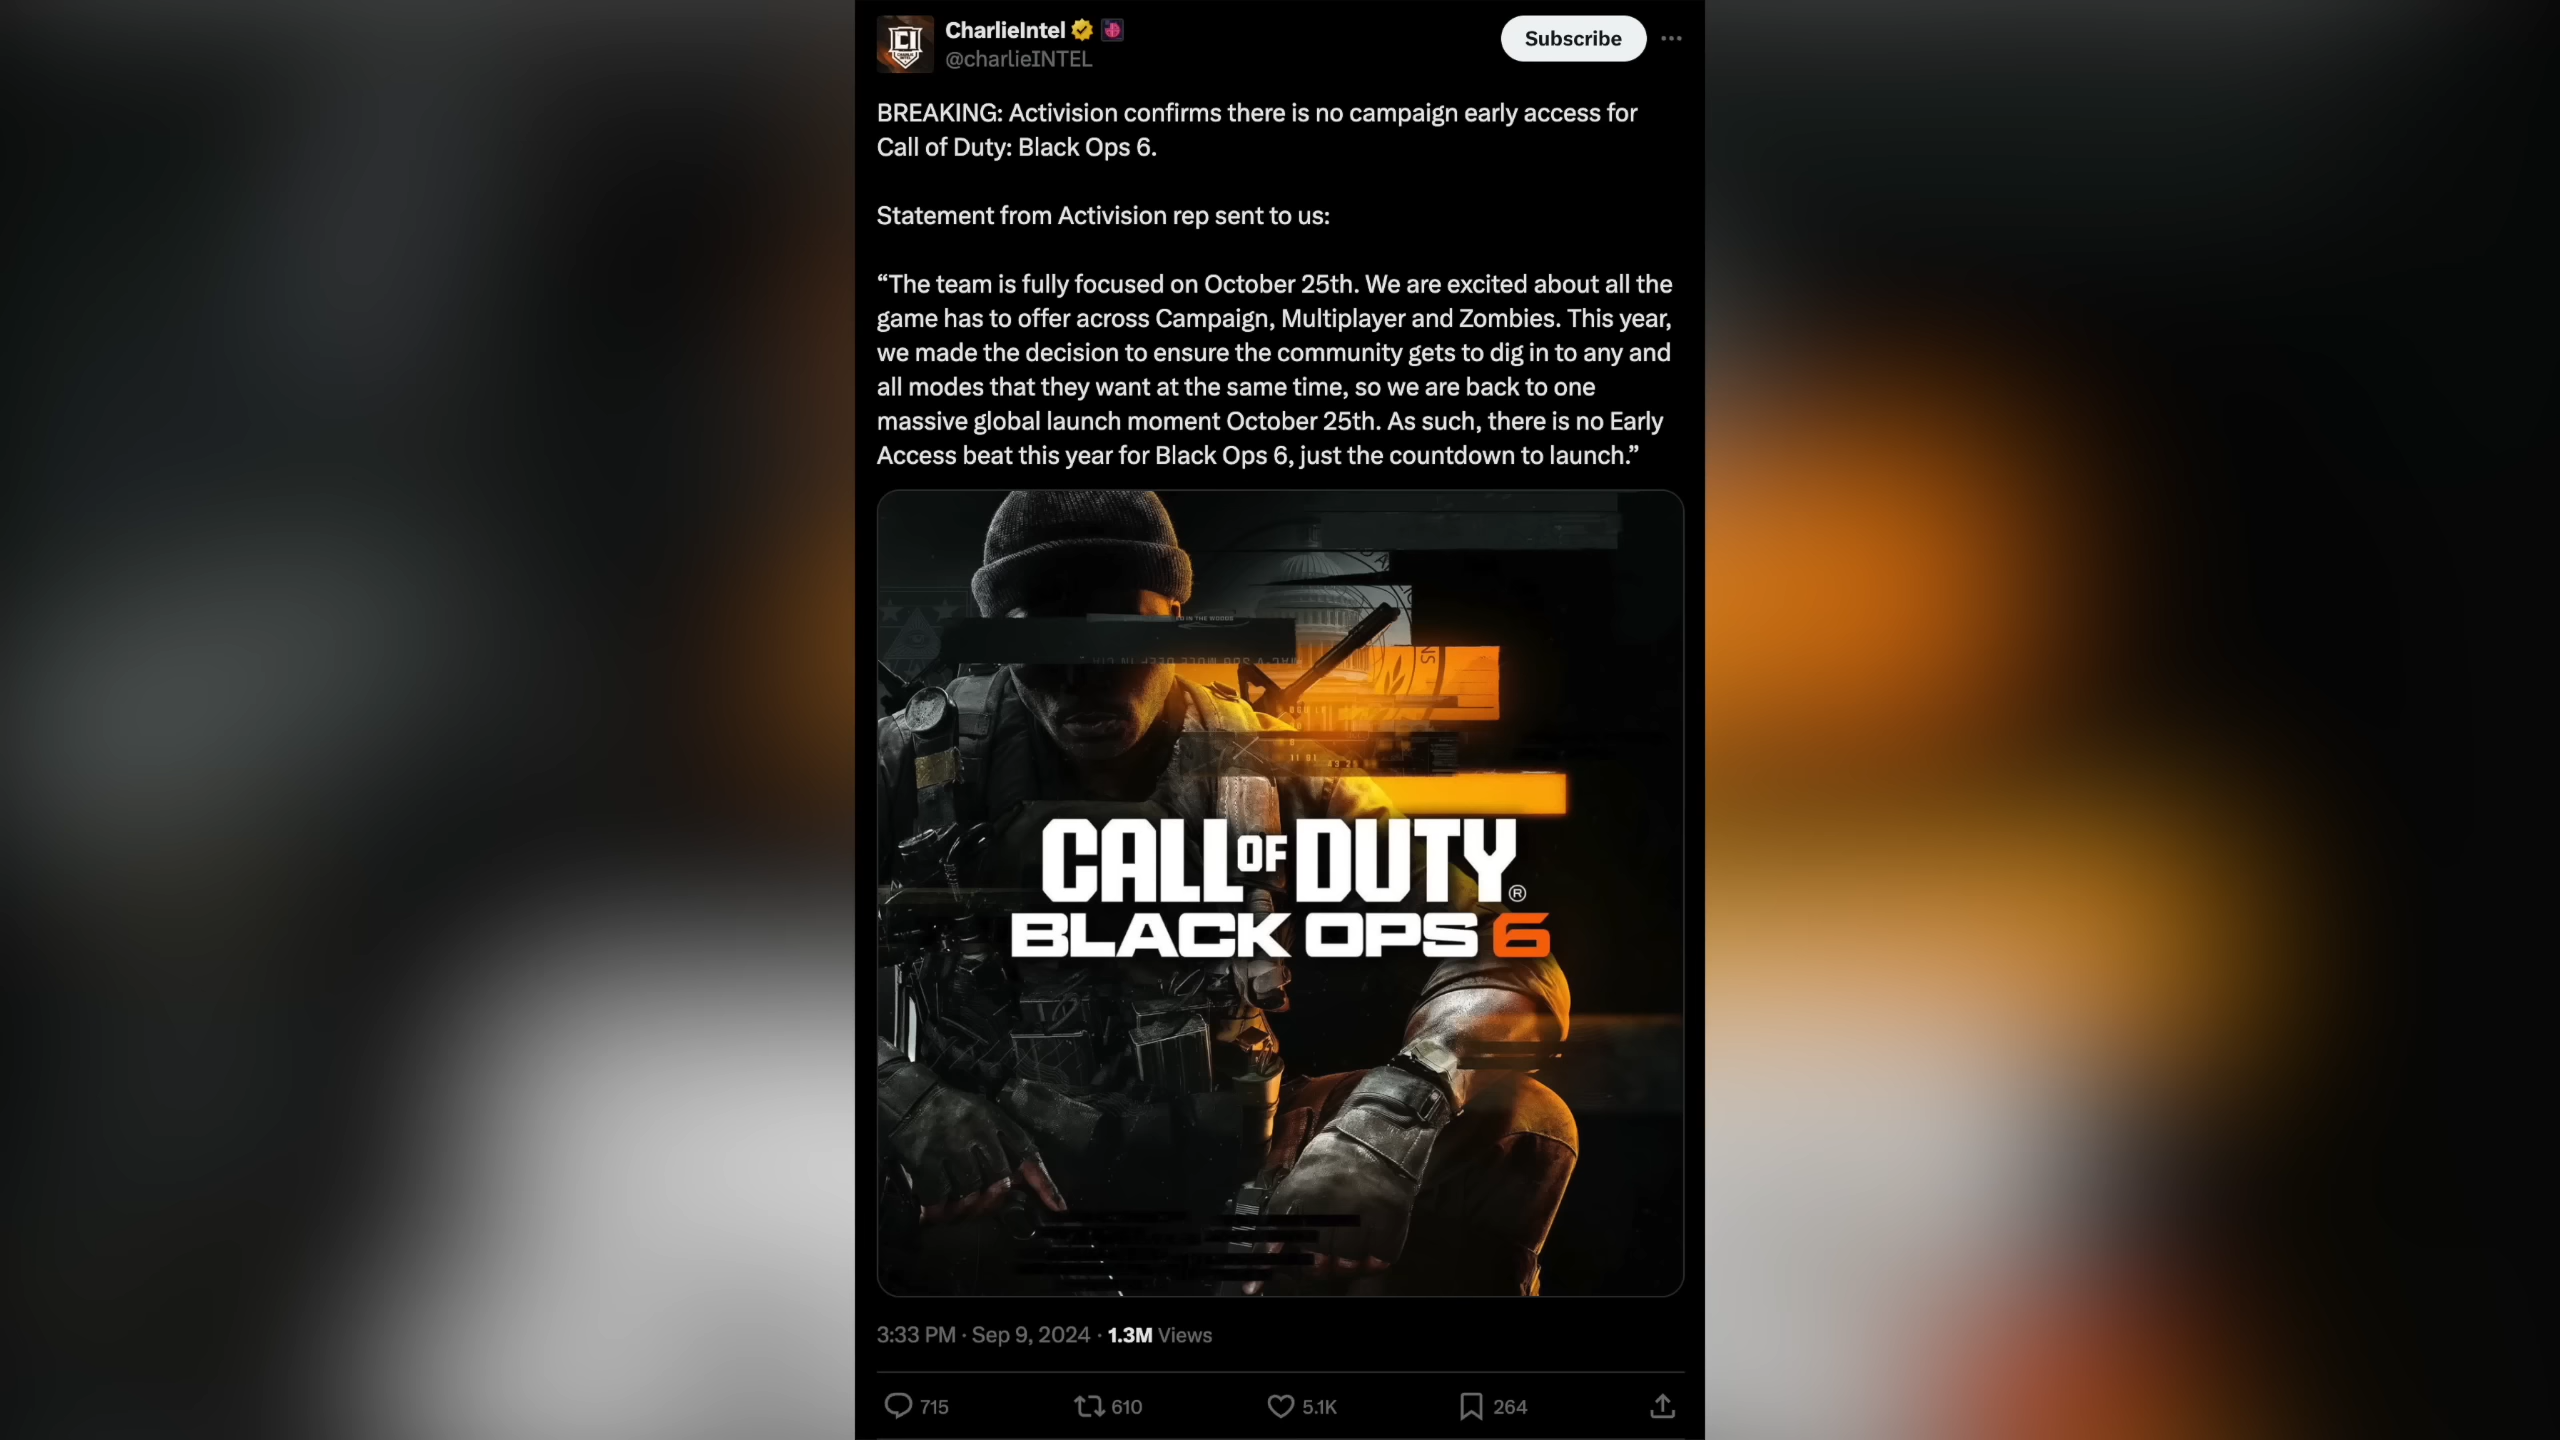 CharlieIntel
@charlieINTEL
Subscribe
BREAKING: Activision confirms there is no campaign early access for
Call of Duty: Black Ops 6.
Statement from Activision rep sent to us:
“The team is fully focused on October 25th. We are excited about all the
game has to offer across Campaign, Multiplayer and Zombies. This year,
we made the decision to ensure the community gets to dig in to any and
all modes that they want at the same time, so we are back to one
massive global launch moment October 25th. As such, there is no Early
Access beat this year for Black Ops 6, just the countdown to launch.”
IN THE WOODS
CALL OF DUTY®
BLACK OPS 6
3:33 PM · Sep 9, 2024 · 1.3M Views
715 610 5.1K 264